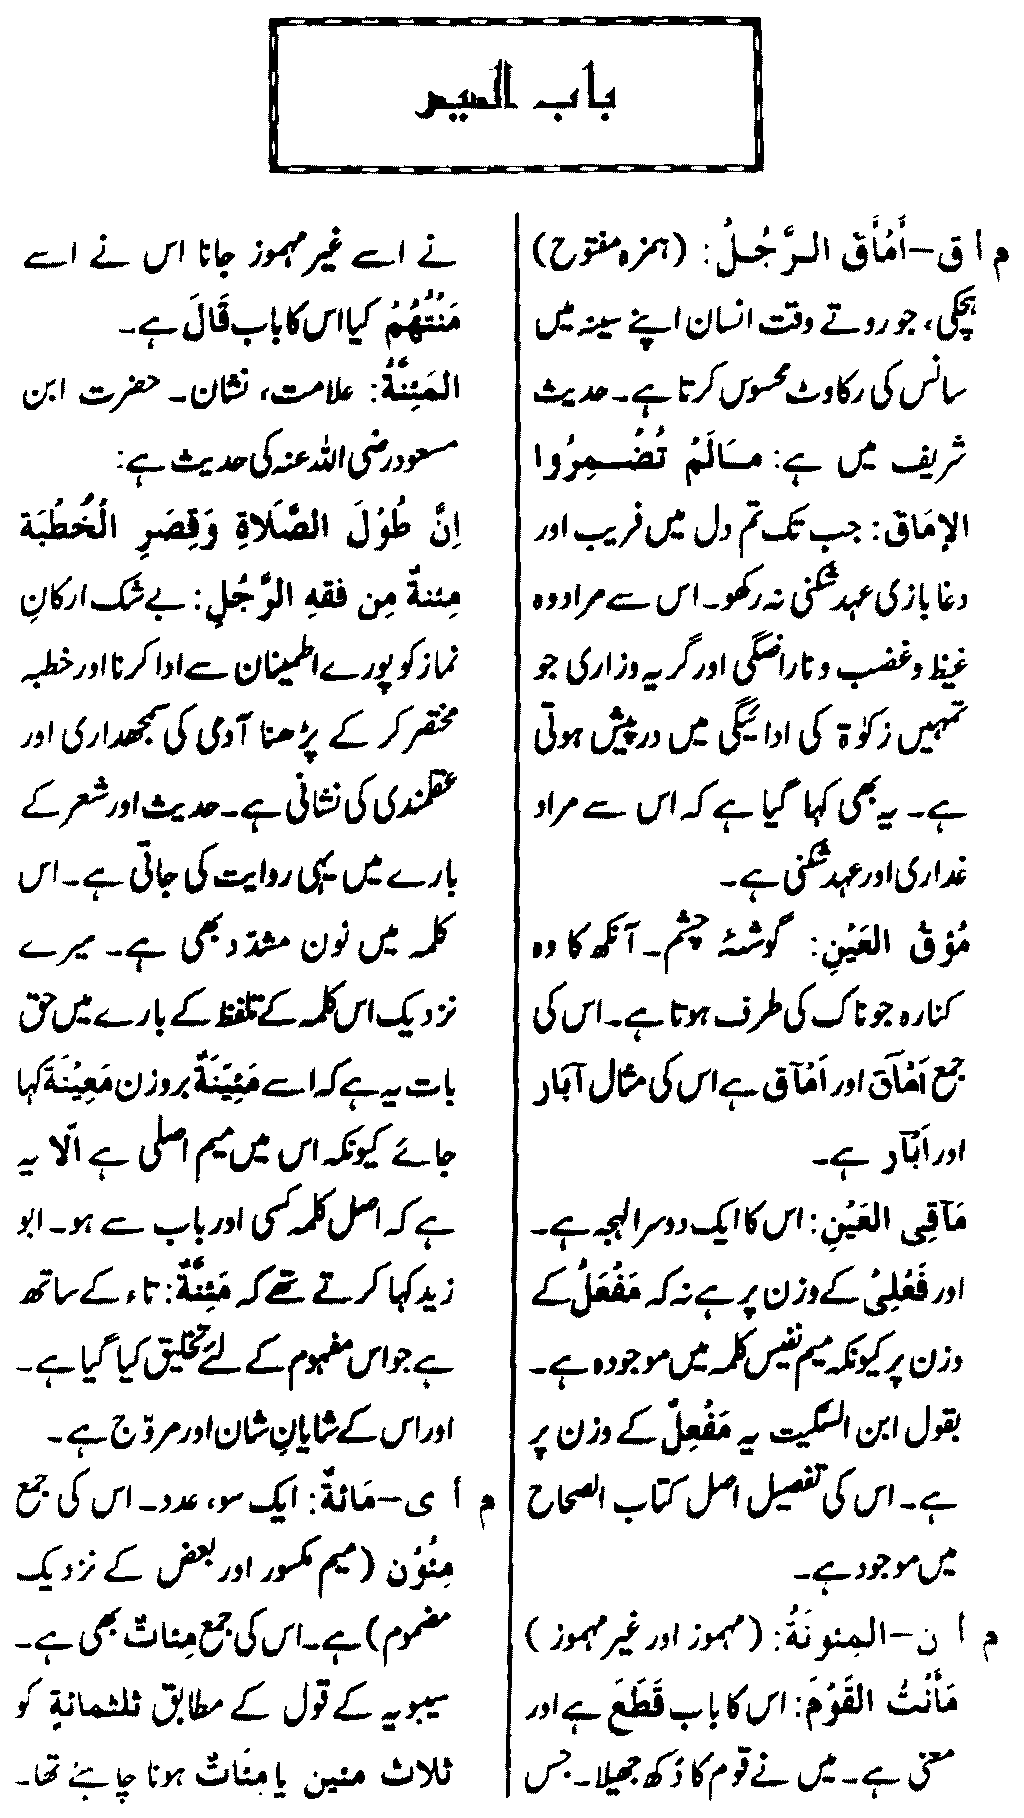 باب المیم
م أ ق–أَمْأَق الرَّجُلُ: (ہمزہ مفتوح)
ہچکی، جو روتے وقت انسان اپنے سینہ میں
سانس کی رکاوٹ محسوس کرتا ہے۔ حدیث
شریف میں ہے: مَالَمْ تُضْمِرُوا
الإمَاق: جب تک تم دل میں فریب اور
دغا بازی عہد شکنی نہ رکھو۔ اس سے مراد وہ
غیظ و غضب و ناراضگی اور گریہ وزاری جو
تمہیں زکوٰۃ کی ادائیگی میں درپیش ہوتی
ہے۔ یہ بھی کہا گیا ہے کہ اس سے مراد
غداری اور عہد شکنی ہے۔
مُؤقُ العَیْنِ: گوشۂ چشم۔ آنکھ کا وہ
کنارہ جو ناک کی طرف ہوتا ہے۔ اس کی
جمع آمَاق اور اَمْآق ہے اس کی مثال آبَار
اور اَبْآر ہے۔
مَآقِی العَیْنِ: اس کا ایک دوسرا لہجہ ہے۔
اور فَعْلِیْ کے وزن پر ہے نہ کہ مَفْعَلُ کے
وزن پر کیونکہ میم نفیس کلمہ میں موجودہ ہے۔
بقول ابن السکیت یہ مَفْعِلٌ کے وزن پر
ہے۔ اس کی تفصیل اصل کتاب الصحاح
میں موجود ہے۔
م أ ن–المِئونَۃُ: (مہموز اور غیر مہموز)
مَأَنْتُ القَوْمَ: اس کا باب قَطَعَ ہے اور
معنی ہے۔ میں نے قوم کا دُکھ جھیلا۔ جس
نے اسے غیر مہموز جانا اس نے اسے
مُنْتُهُمْ کیا اس کا باب قَالَ ہے۔
المَئِنَّةُ: علامت، نشان۔ حضرت ابن
مسعود رضی اللہ عنہ کی حدیث ہے:
اِنَّ طُوْلَ الصَّلَاةِ وَقِصَرِ الْخُطْبَة
مِئنةٌ مِن فقهِ الرَّجُلِ: بے شک ارکانِ
نماز کو پورے اطمینان سے ادا کرنا اور خطبہ
مختصر کر کے پڑھنا آدمی کی سمجھداری اور
عقلمندی کی نشانی ہے۔ حدیث اور شعر کے
بارے میں یہی روایت کی جاتی ہے۔ اس
کلمہ میں نون مشدّد بھی ہے۔ میرے
نزدیک اس کلمہ کے تلفظ کے بارے میں حق
بات یہ ہے کہ اسے مَئِیْنَةٌ بروزن مَعِیْنَة کہا
جائے کیونکہ اس میں میم اصلی ہے الّا یہ
ہے کہ اصل کلمہ کسی اور باب سے ہو۔ ابو
زید کہا کرتے تھے کہ مَئِنَّةٌ: تاء کے ساتھ
ہے جو اس مفہوم کے لئے تخلیق کیا گیا ہے۔
اور اس کے شایانِ شان اور مروّج ہے۔
م أ ی–مَائةٌ: ایک سو، عدد۔ اس کی جمع
مِئوْن (میم مکسور اور بعض کے نزدیک
مضموم) ہے۔ اس کی جمع مِئاتٌ بھی ہے۔
سیبویہ کے قول کے مطابق ثلثمائةٍ کو
ثلاث مئین یا مِئاتٌ ہونا چاہئے تھا۔